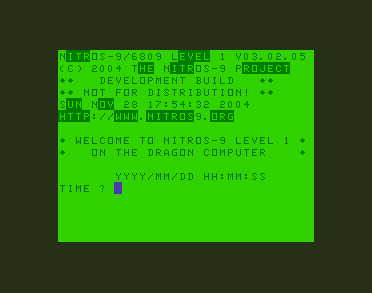 NITROS-9/6809 LEVEL 1 V03.02.05
(C) 2004 THE NITROS-9 PROJECT
** DEVELOPMENT BUILD **
** NOT FOR DISTRIBUTION! **
SUN NOV 28 17:54:32 2004
HTTP://WWW.NITROS9.ORG
* WELCOME TO NITROS-9 LEVEL 1 *
* ON THE DRAGON COMPUTER *
YYYY/MM/DD HH:MM:SS
TIME ?